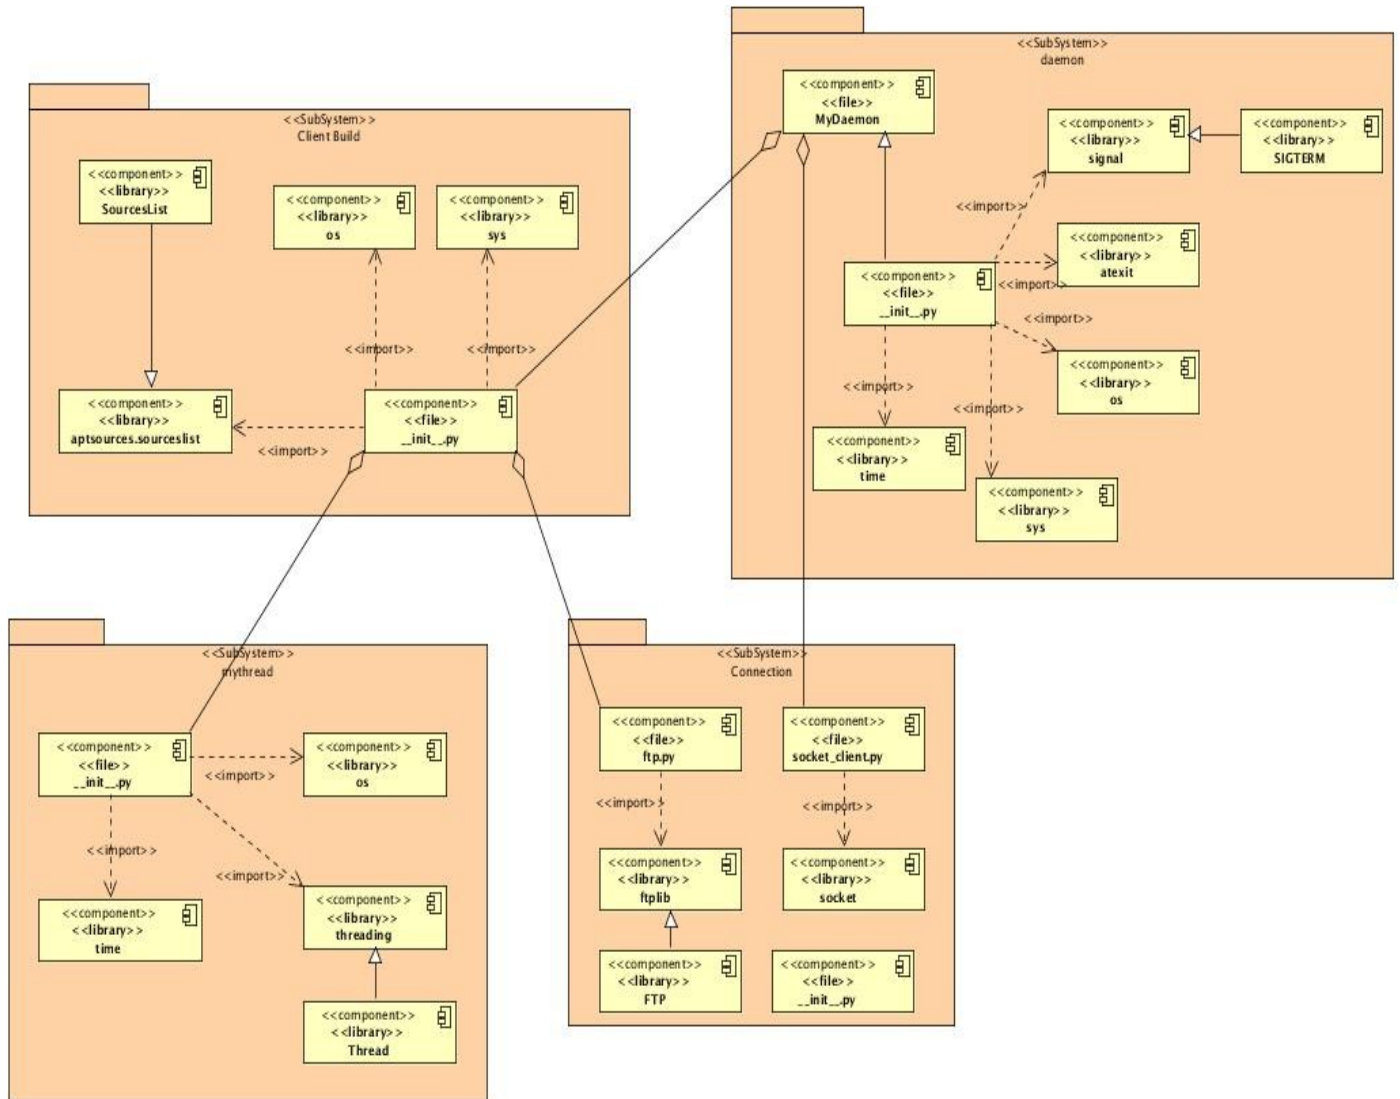 <<SubSystem>>
daemon
<<component>>
<<file>>
MyDaemon
<<component>>
<<library>>
signal
<<component>>
<<library>>
SIGTERM
<<import>>
<<component>>
<<library>>
atexit
<<component>>
<<file>>
__init__.py
<<import>>
<<import>>
<<component>>
<<library>>
os
<<import>>
<<import>>
<<component>>
<<library>>
time
<<component>>
<<library>>
sys
<<SubSystem>>
Client Build
<<component>>
<<library>>
SourcesList
<<component>>
<<library>>
os
<<component>>
<<library>>
sys
<<import>>
<<import>>
<<component>>
<<library>>
aptsources.sourceslist
<<import>>
<<component>>
<<file>>
__init__.py
<<SubSystem>>
mythread
<<component>>
<<file>>
__init__.py
<<import>>
<<component>>
<<library>>
os
<<import>>
<<import>>
<<component>>
<<library>>
time
<<component>>
<<library>>
threading
<<component>>
<<library>>
Thread
<<SubSystem>>
Connection
<<component>>
<<file>>
ftp.py
<<component>>
<<file>>
socket_client.py
<<import>>
<<import>>
<<component>>
<<library>>
ftplib
<<component>>
<<library>>
socket
<<component>>
<<library>>
FTP
<<component>>
<<file>>
__init__.py